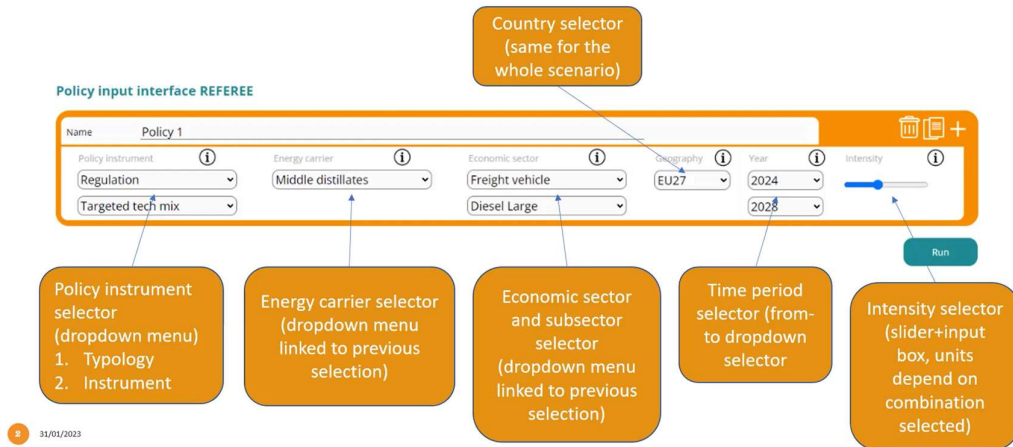 Country selector
(same for the
whole scenario)
Policy input interface REFEREE
Name Policy 1
Policy instrument Energy carrier Economic sector Geography Year Intensity
Regulation Middle distillates Freight vehicle EU27 2024
Targeted tech mix Diesel Large 2028
Run
Policy instrument
selector
(dropdown menu)
1. Typology
2. Instrument
Energy carrier selector
(dropdown menu
linked to previous
selection)
Economic sector
and subsector
selector
(dropdown menu
linked to previous
selection)
Time period
selector (from-
to dropdown
selector
Intensity selector
(slider+input
box, units
depend on
combination
selected)
31/01/2023